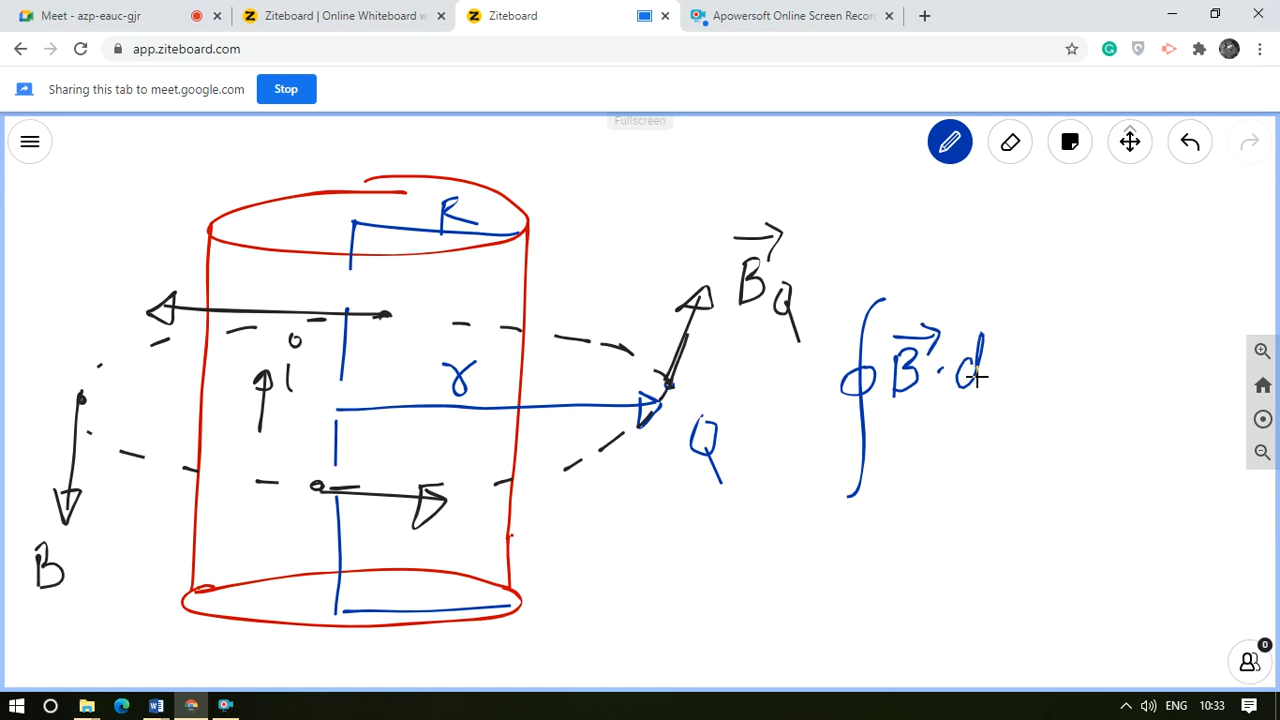 Meet - azp-eauc-gjr
Ziteboard | Online Whiteboard w
Ziteboard
Apowersoft Online Screen Recor
app.ziteboard.com
Sharing this tab to meet.google.com
Stop
Fullscreen
R
B⃗
Q
i
r
∮ B⃗ · d
Q
B
0
ENG
10:33